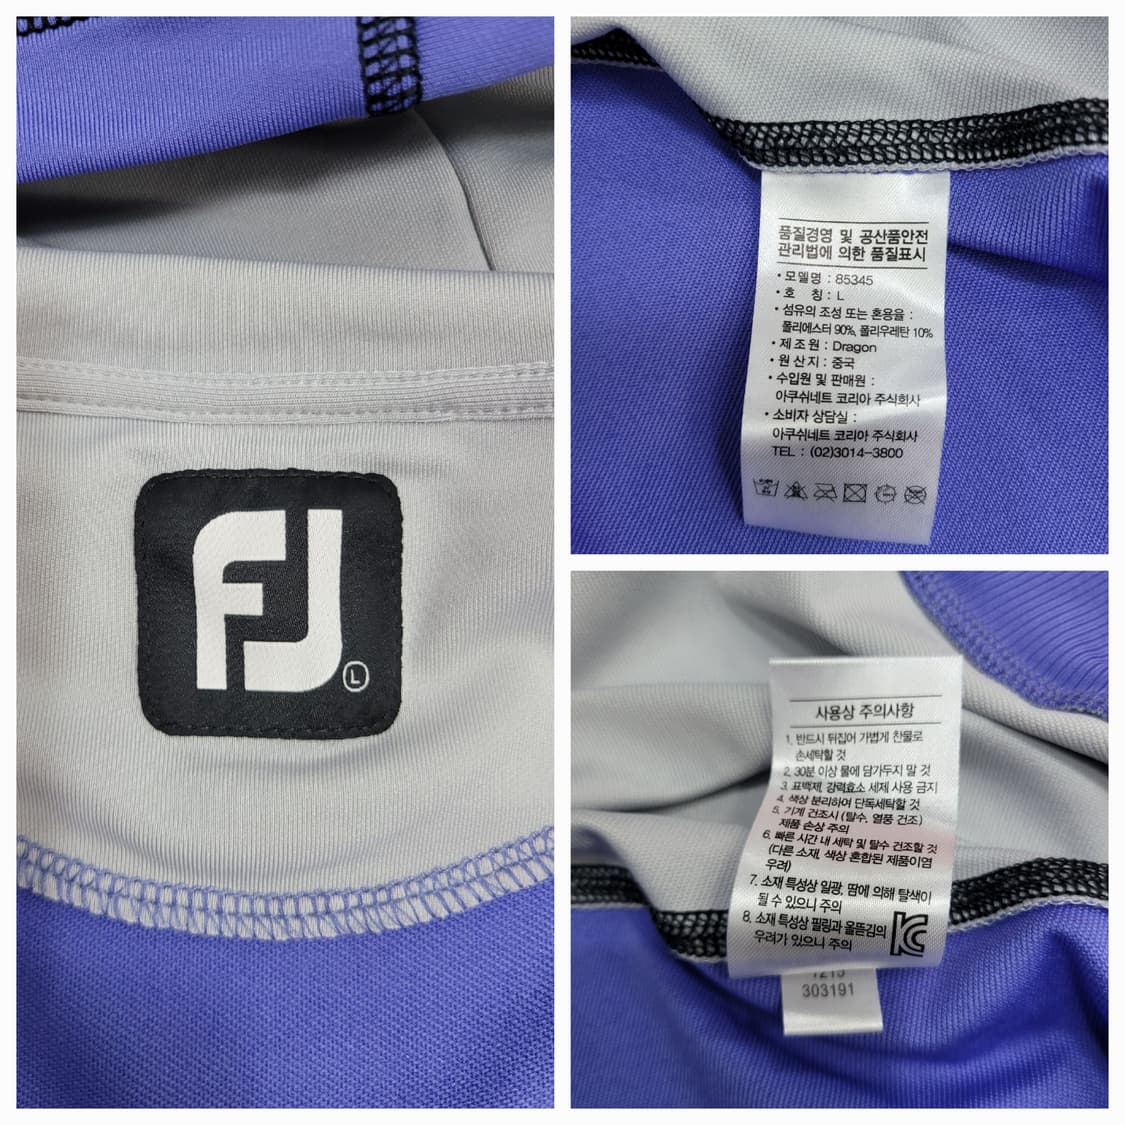 FJ
L
품질경영 및 공산품안전
관리법에 의한 품질표시
• 모델명 : 85345
• 호 칭 : L
• 섬유의 조성 또는 혼용율 :
폴리에스터 90%, 폴리우레탄 10%
• 제조원 : Dragon
• 원산지 : 중국
• 수입원 및 판매원 :
아쿠쉬네트 코리아 주식회사
• 소비자 상담실 :
아쿠쉬네트 코리아 주식회사
TEL : (02)3014-3800
사용상 주의사항
1. 반드시 뒤집어 가볍게 찬물로
손세탁할 것
2. 30분 이상 물에 담가두지 말 것
3. 표백제, 강력효소 세제 사용 금지
4. 색상 분리하여 단독세탁할 것
5. 기계 건조시 (탈수, 열풍 건조)
제품 손상 주의
6. 빠른 시간 내 세탁 및 탈수 건조할 것
(다른 소재, 색상 혼합된 제품이염
우려)
7. 소재 특성상 일광, 땀에 의해 탈색이
될 수 있으니 주의
8. 소재 특성상 필링과 올뜯김의
우려가 있으니 주의
303191